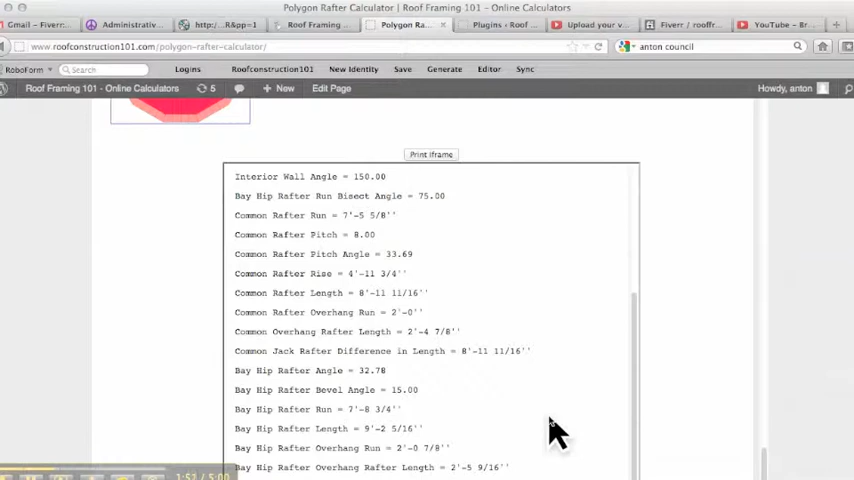 Polygon Rafter Calculator | Roof Framing 101 - Online Calculators
Gmail - Fiverr...
Administrativ...
http:/...R&pp=1
Roof Framing ...
Polygon Ra...
Plugins ‹ Roof ...
Upload your v...
Fiverr / rooffr...
YouTube - Br...
www.roofconstruction101.com/polygon-rafter-calculator/
anton council
RoboForm
Search
Logins
Roofconstruction101
New Identity
Save
Generate
Editor
Sync
Roof Framing 101 - Online Calculators
5
New
Edit Page
Howdy, anton
Print Iframe
Interior Wall Angle = 150.00
Bay Hip Rafter Run Bisect Angle = 75.00
Common Rafter Run = 7'-5 5/8''
Common Rafter Pitch = 8.00
Common Rafter Pitch Angle = 33.69
Common Rafter Rise = 4'-11 3/4''
Common Rafter Length = 8'-11 11/16''
Common Rafter Overhang Run = 2'-0''
Common Overhang Rafter Length = 2'-4 7/8''
Common Jack Rafter Difference in Length = 8'-11 11/16''
Bay Hip Rafter Angle = 32.78
Bay Hip Rafter Bevel Angle = 15.00
Bay Hip Rafter Run = 7'-8 3/4''
Bay Hip Rafter Length = 9'-2 5/16''
Bay Hip Rafter Overhang Run = 2'-0 7/8''
Bay Hip Rafter Overhang Rafter Length = 2'-5 9/16''
1:57 / 5:00